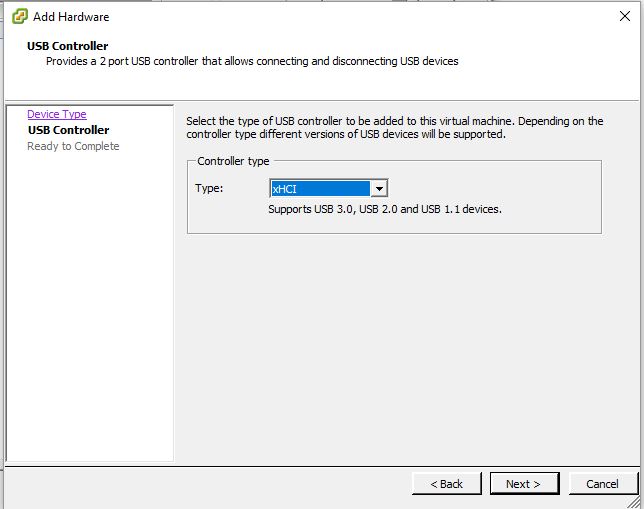 Add Hardware
USB Controller
Provides a 2 port USB controller that allows connecting and disconnecting USB devices
Device Type
USB Controller
Ready to Complete
Select the type of USB controller to be added to this virtual machine. Depending on the
controller type different versions of USB devices will be supported.
Controller type
Type:
xHCI
Supports USB 3.0, USB 2.0 and USB 1.1 devices.
< Back
Next >
Cancel